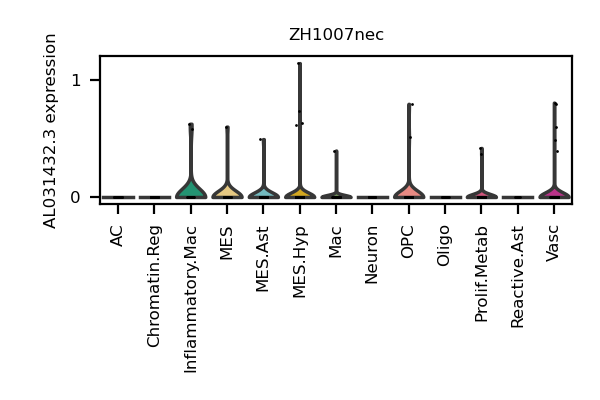 ZH1007nec
AL031432.3 expression
1
0
AC
Chromatin.Reg
Inflammatory.Mac
MES
MES.Ast
MES.Hyp
Mac
Neuron
OPC
Oligo
Prolif.Metab
Reactive.Ast
Vasc